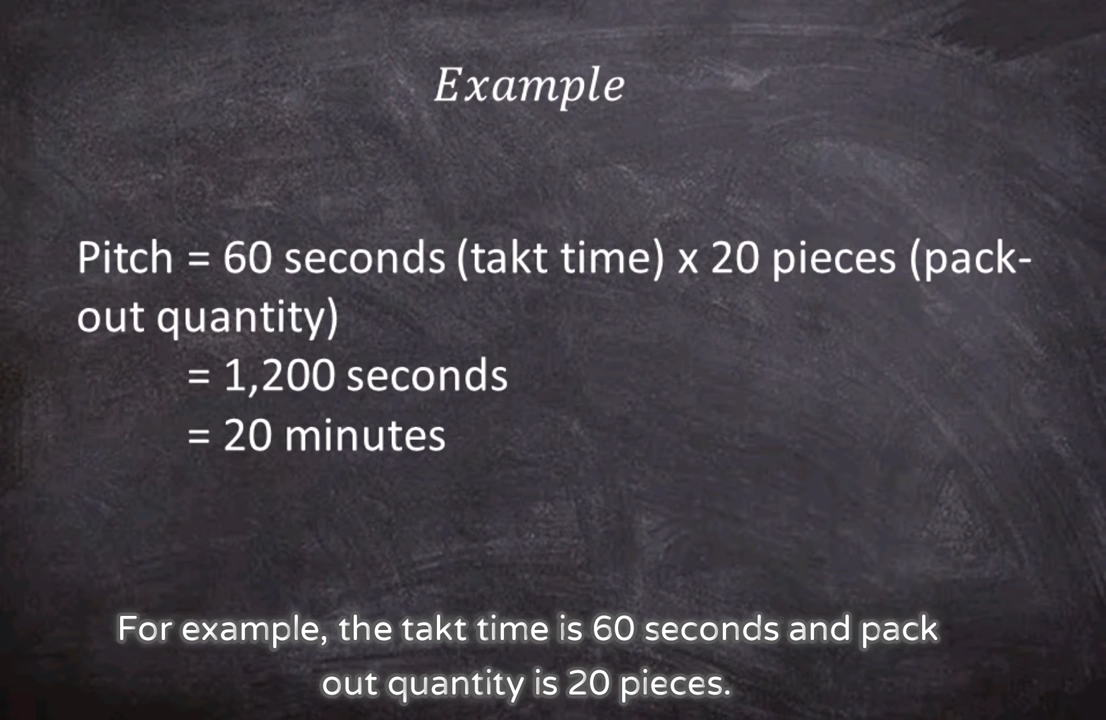 Example
Pitch = 60 seconds (takt time) x 20 pieces (pack-
out quantity)
= 1,200 seconds
= 20 minutes
For example, the takt time is 60 seconds and pack
out quantity is 20 pieces.